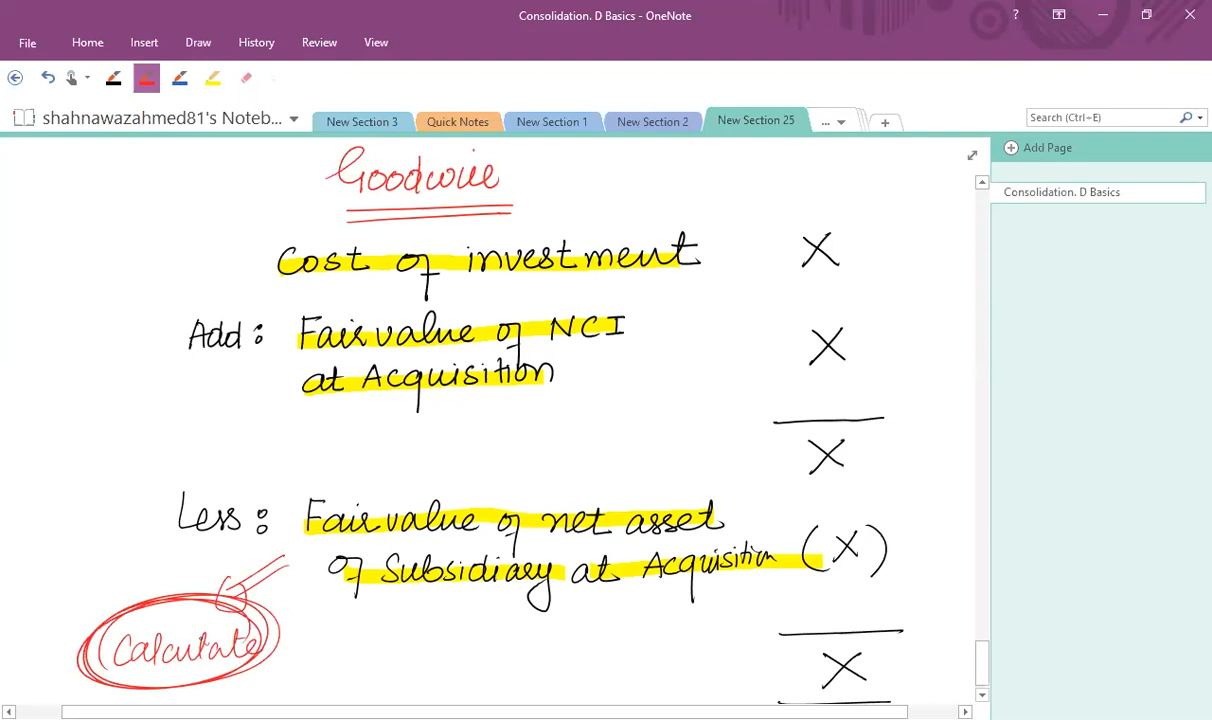 Consolidation. D Basics - OneNote
?
File Home Insert Draw History Review View
shahnawazahmed81's Noteb...
New Section 3
Quick Notes
New Section 1
New Section 2
New Section 25
...
Search (Ctrl+E)
Add Page
Consolidation. D Basics
Goodwill
Cost of investment X
Add: Fair value of NCI
at Acquisition X
X
Less: Fair value of net asset
of Subsidiary at Acquisition (X)
Calculate
X